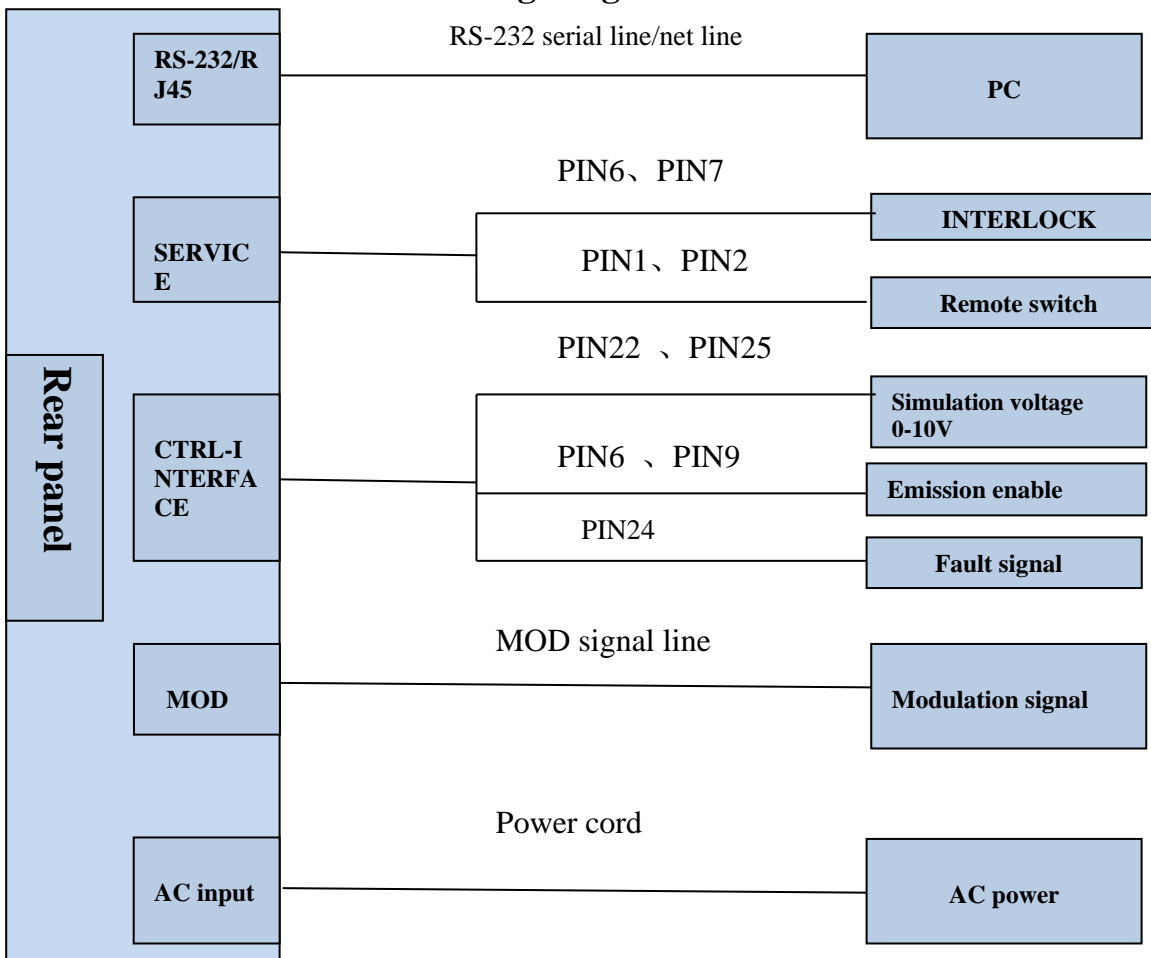 RS-232 serial line/net line
RS-232/R
J45
PC
PIN6、PIN7
SERVIC
E
INTERLOCK
PIN1、PIN2
Remote switch
PIN22 、PIN25
Rear panel
CTRL-I
NTERFA
CE
Simulation voltage
0-10V
PIN6 、PIN9
Emission enable
PIN24
Fault signal
MOD signal line
MOD
Modulation signal
Power cord
AC input
AC power